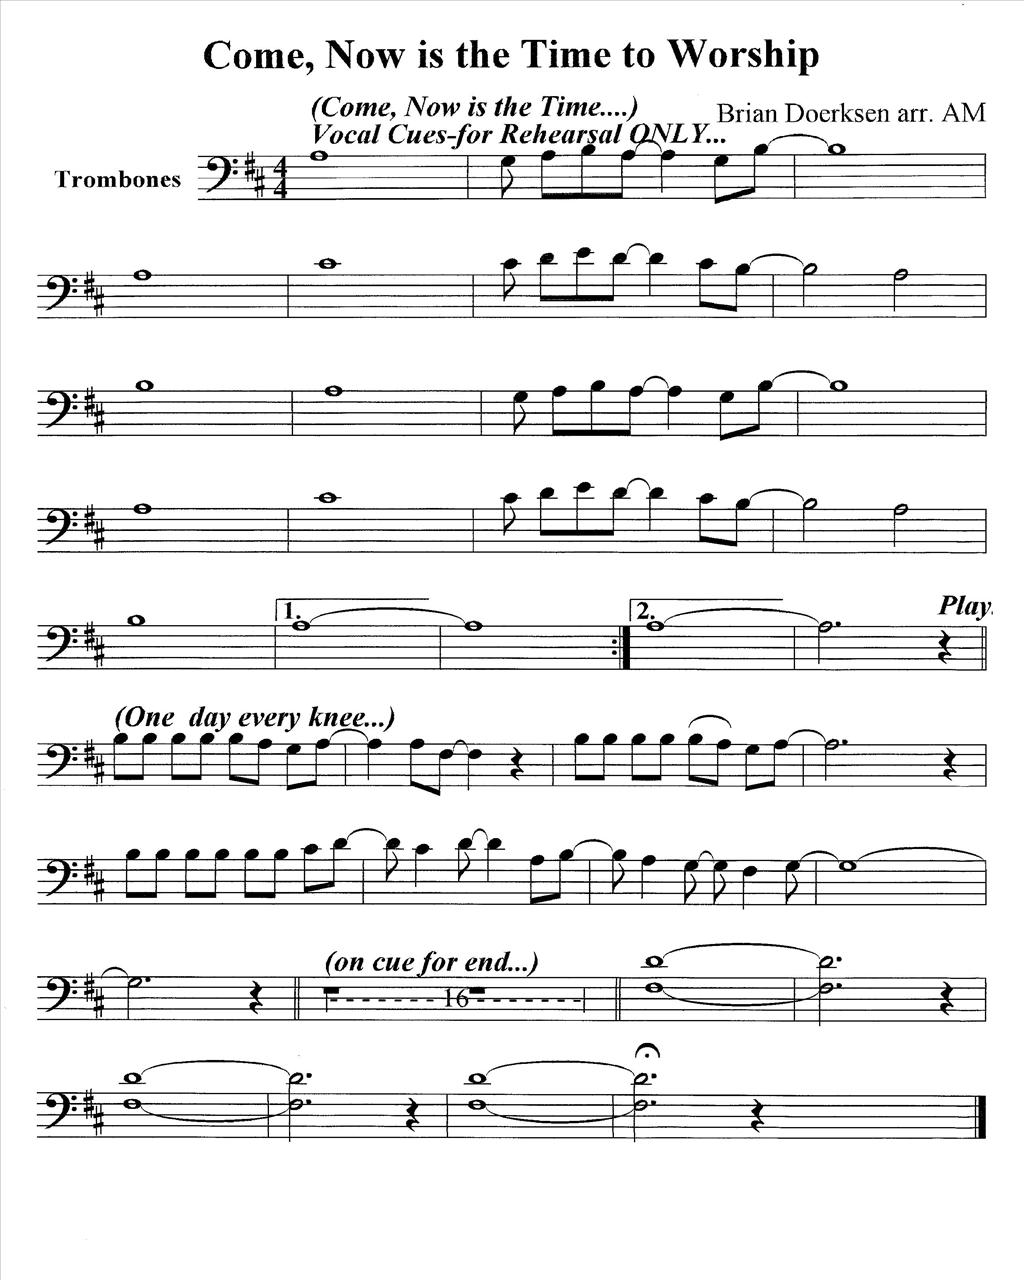 Come, Now is the Time to Worship
(Come, Now is the Time....)
Brian Doerksen arr. AM
Vocal Cues-for Rehearsal ONLY...
Trombones
4
4
1.
2.
Play.
(One day every knee...)
(on cue for end...)
16